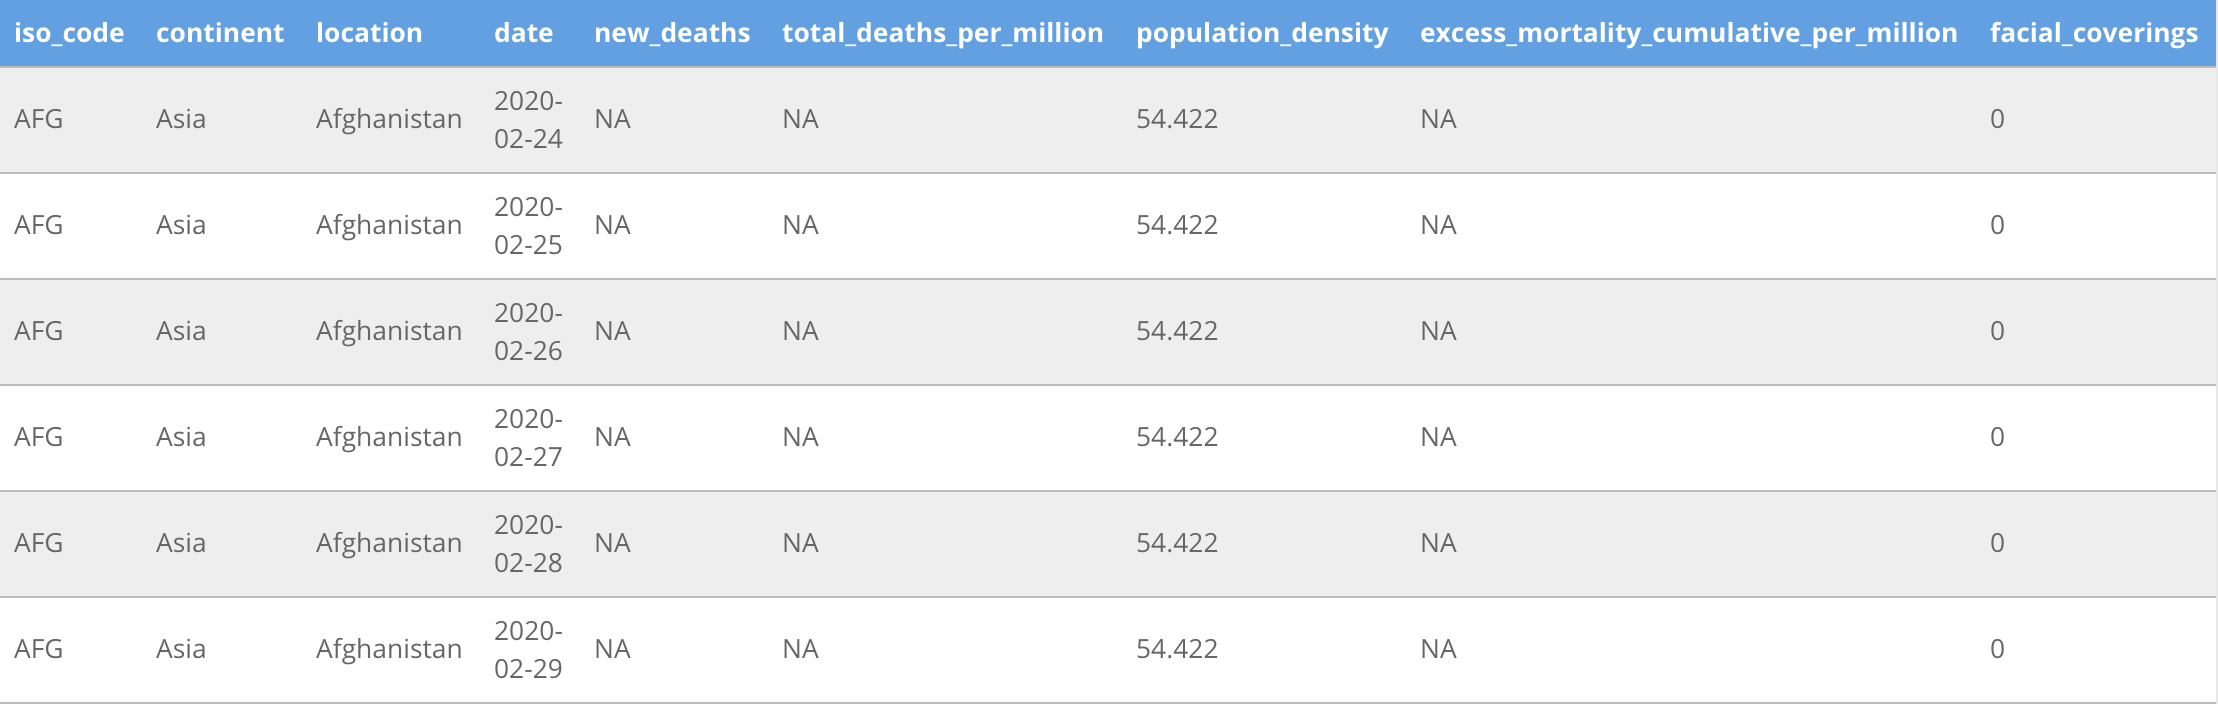 iso_code continent location date new_deaths total_deaths_per_million population_density excess_mortality_cumulative_per_million facial_coverings
AFG Asia Afghanistan 2020-
02-24 NA NA 54.422 NA 0
AFG Asia Afghanistan 2020-
02-25 NA NA 54.422 NA 0
AFG Asia Afghanistan 2020-
02-26 NA NA 54.422 NA 0
AFG Asia Afghanistan 2020-
02-27 NA NA 54.422 NA 0
AFG Asia Afghanistan 2020-
02-28 NA NA 54.422 NA 0
AFG Asia Afghanistan 2020-
02-29 NA NA 54.422 NA 0